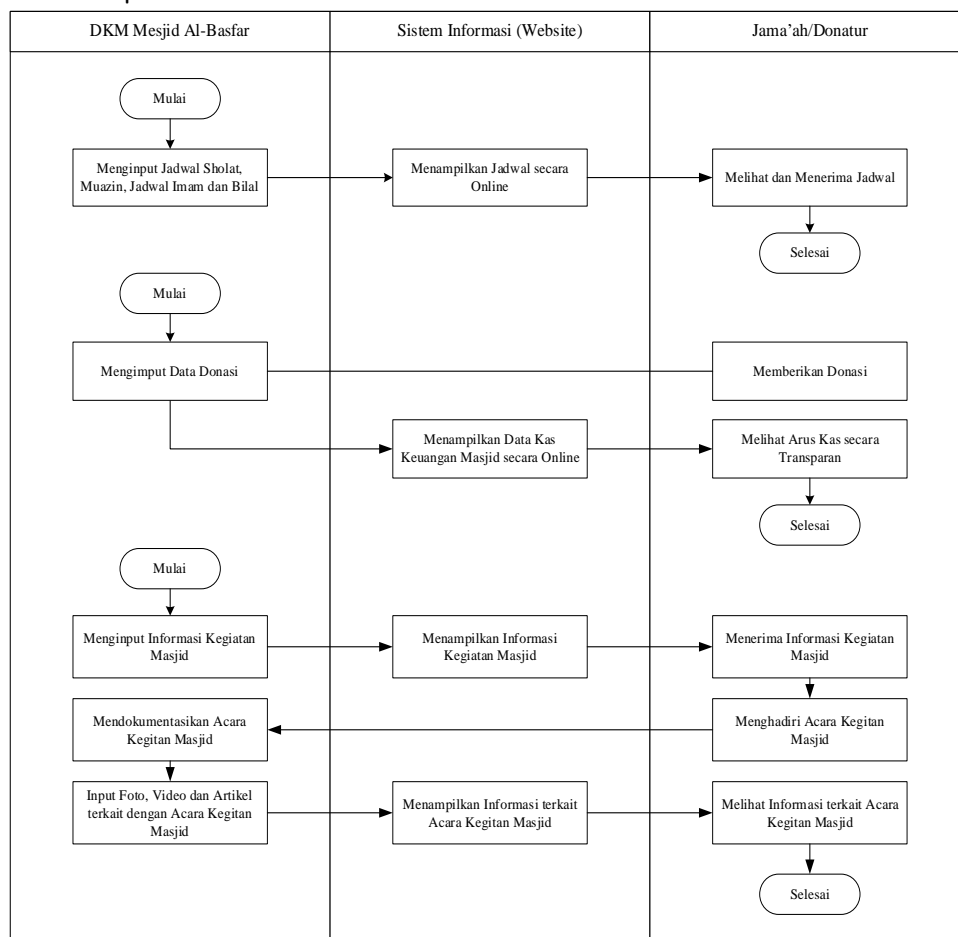 DKM Mesjid Al-Basfar
Sistem Informasi (Website)
Jama'ah/Donatur
Mulai
Menginput Jadwal Sholat,
Muazin, Jadwal Imam dan Bilal
Menampilkan Jadwal secara
Online
Melihat dan Menerima Jadwal
Selesai
Mulai
Mengimput Data Donasi
Memberikan Donasi
Menampilkan Data Kas
Keuangan Masjid secara Online
Melihat Arus Kas secara
Transparan
Selesai
Mulai
Menginput Informasi Kegiatan
Masjid
Menampilkan Informasi
Kegiatan Masjid
Menerima Informasi Kegiatan
Masjid
Mendokumentasikan Acara
Kegitan Masjid
Menghadiri Acara Kegitan
Masjid
Input Foto, Video dan Artikel
terkait dengan Acara Kegitan
Masjid
Menampilkan Informasi terkait
Acara Kegitan Masjid
Melihat Informasi terkait Acara
Kegitan Masjid
Selesai